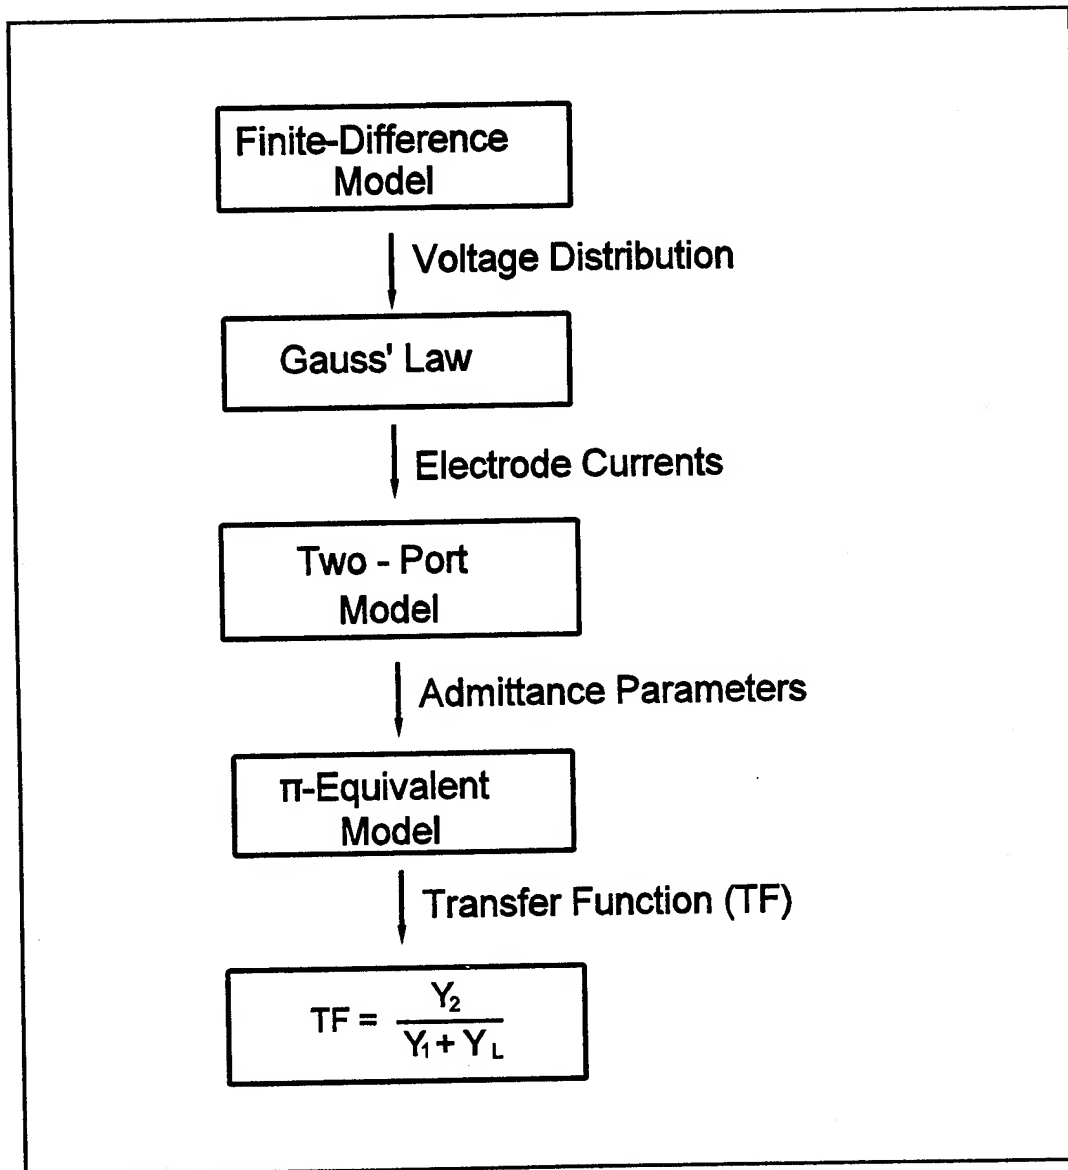 Finite-Difference
Model
Voltage Distribution
Gauss' Law
Electrode Currents
Two - Port
Model
Admittance Parameters
π-Equivalent
Model
Transfer Function (TF)
TF = Y₂ / (Y₁ + Y_L)